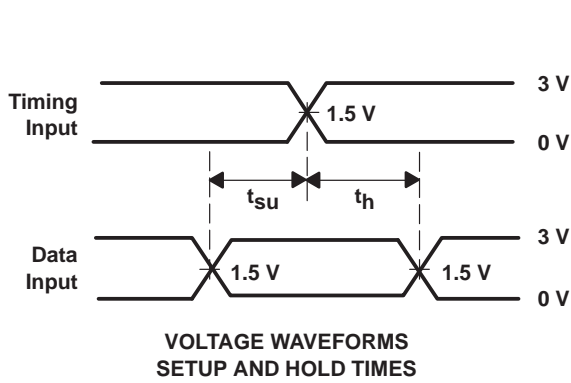 3 V
Timing
Input
1.5 V
0 V
tsu
th
3 V
Data
Input
1.5 V
1.5 V
0 V
VOLTAGE WAVEFORMS
SETUP AND HOLD TIMES